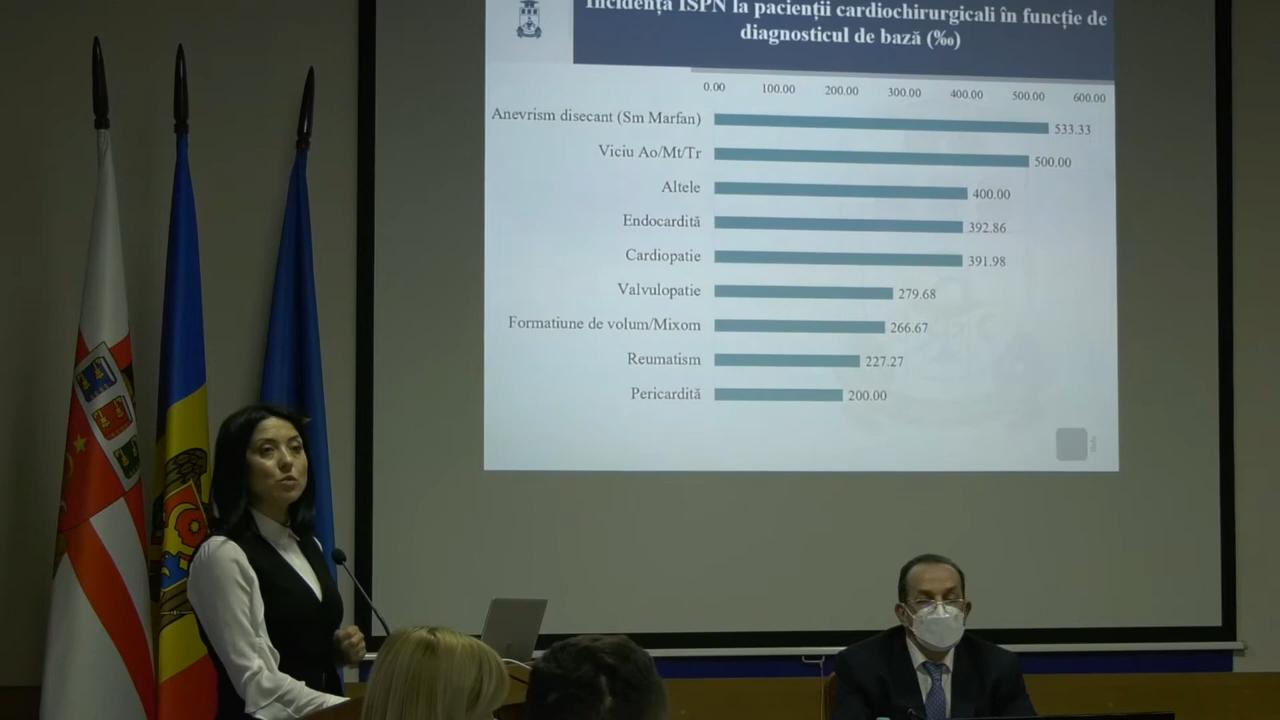 Incidența ISPN la pacienții cardiochirurgicali în funcție de
diagnosticul de bază (‰)
0.00 100.00 200.00 300.00 400.00 500.00 600.00
Anevrism disecant (Sm Marfan) 533.33
Viciu Ao/Mt/Tr 500.00
Altele 400.00
Endocardită 392.86
Cardiopatie 391.98
Valvulopatie 279.68
Formatiune de volum/Mixom 266.67
Reumatism 227.27
Pericardită 200.00